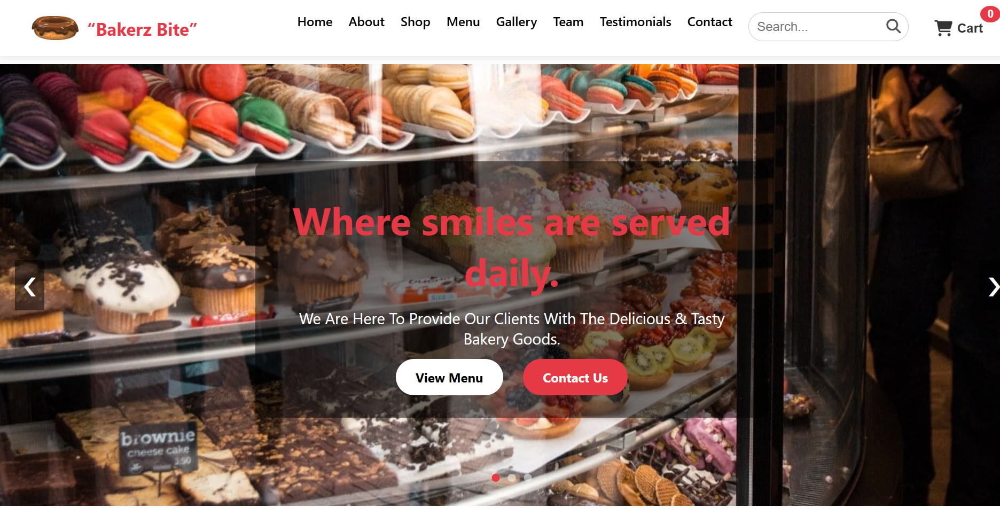 “Bakerz Bite”
Home About Shop Menu Gallery Team Testimonials Contact
Search...
Cart
0
Where smiles are served
daily.
We Are Here To Provide Our Clients With The Delicious & Tasty
Bakery Goods.
View Menu
Contact Us
brownie
cheese cake
3.50